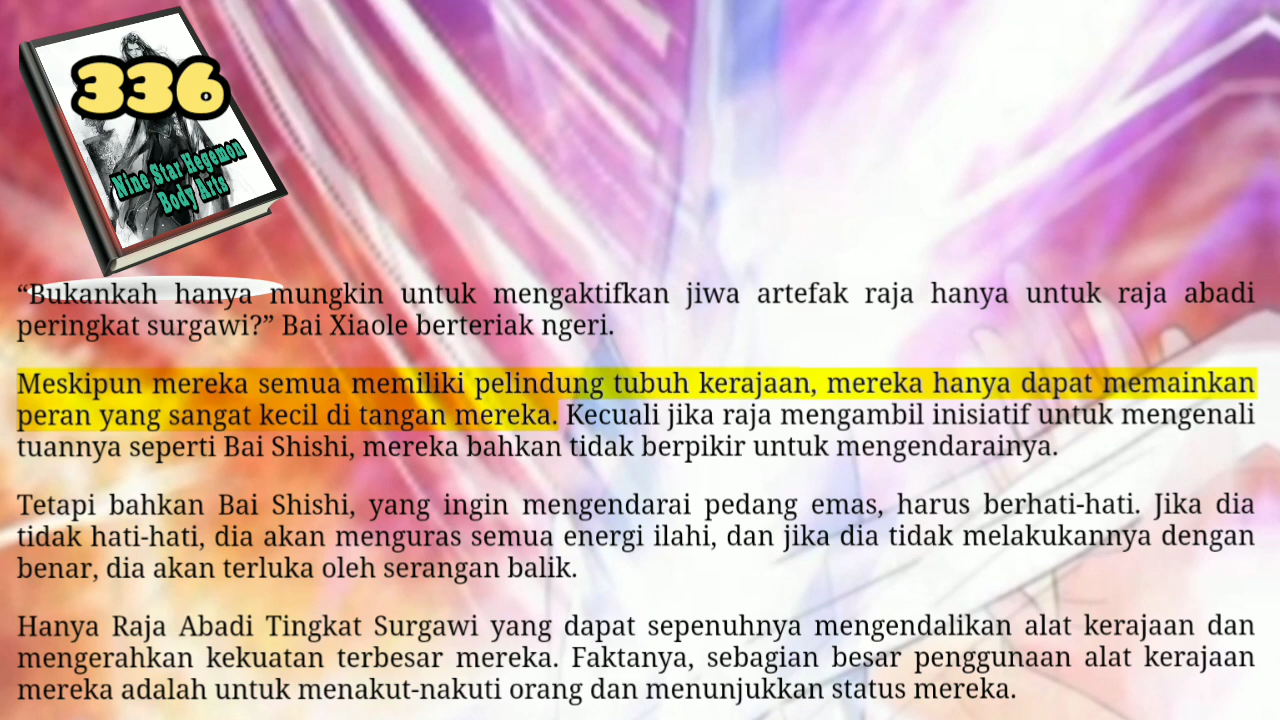 336
Nine Star Hegemon
Body Arts
“Bukankah hanya mungkin untuk mengaktifkan jiwa artefak raja hanya untuk raja abadi
peringkat surgawi?” Bai Xiaole berteriak ngeri.
Meskipun mereka semua memiliki pelindung tubuh kerajaan, mereka hanya dapat memainkan
peran yang sangat kecil di tangan mereka. Kecuali jika raja mengambil inisiatif untuk mengenali
tuannya seperti Bai Shishi, mereka bahkan tidak berpikir untuk mengendarainya.
Tetapi bahkan Bai Shishi, yang ingin mengendarai pedang emas, harus berhati-hati. Jika dia
tidak hati-hati, dia akan menguras semua energi ilahi, dan jika dia tidak melakukannya dengan
benar, dia akan terluka oleh serangan balik.
Hanya Raja Abadi Tingkat Surgawi yang dapat sepenuhnya mengendalikan alat kerajaan dan
mengerahkan kekuatan terbesar mereka. Faktanya, sebagian besar penggunaan alat kerajaan
mereka adalah untuk menakut-nakuti orang dan menunjukkan status mereka.